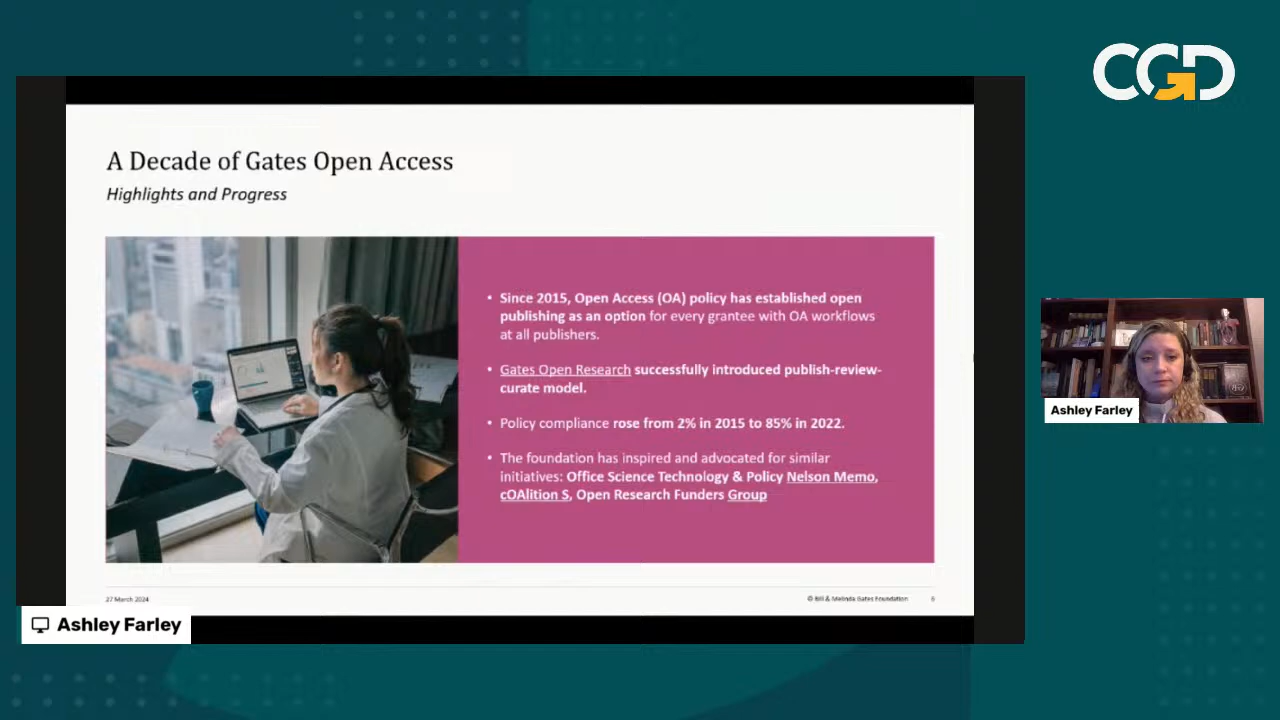 CGD
A Decade of Gates Open Access
Highlights and Progress
• Since 2015, Open Access (OA) policy has established open
publishing as an option for every grantee with OA workflows
at all publishers.
• Gates Open Research successfully introduced publish-review-
curate model.
• Policy compliance rose from 2% in 2015 to 85% in 2022.
• The foundation has inspired and advocated for similar
initiatives: Office Science Technology & Policy Nelson Memo,
cOAlition S, Open Research Funders Group
27 March 2024
© Bill & Melinda Gates Foundation
6
Ashley Farley
Ashley Farley